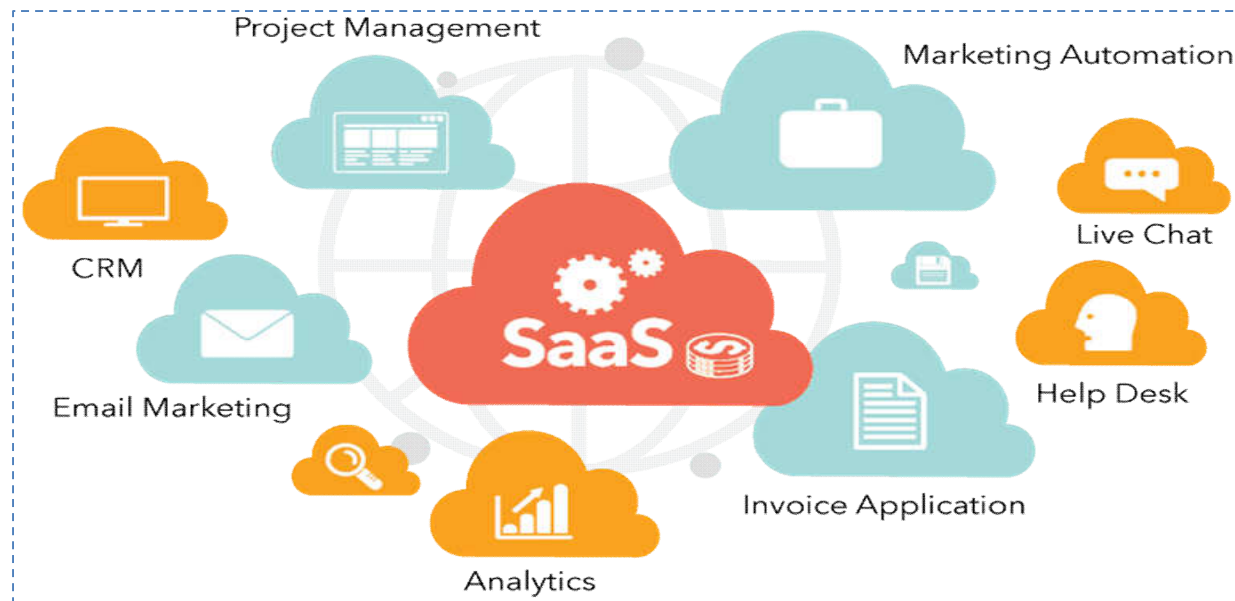 Project Management
Marketing Automation
CRM
Live Chat
SaaS
Email Marketing
Help Desk
Invoice Application
Analytics